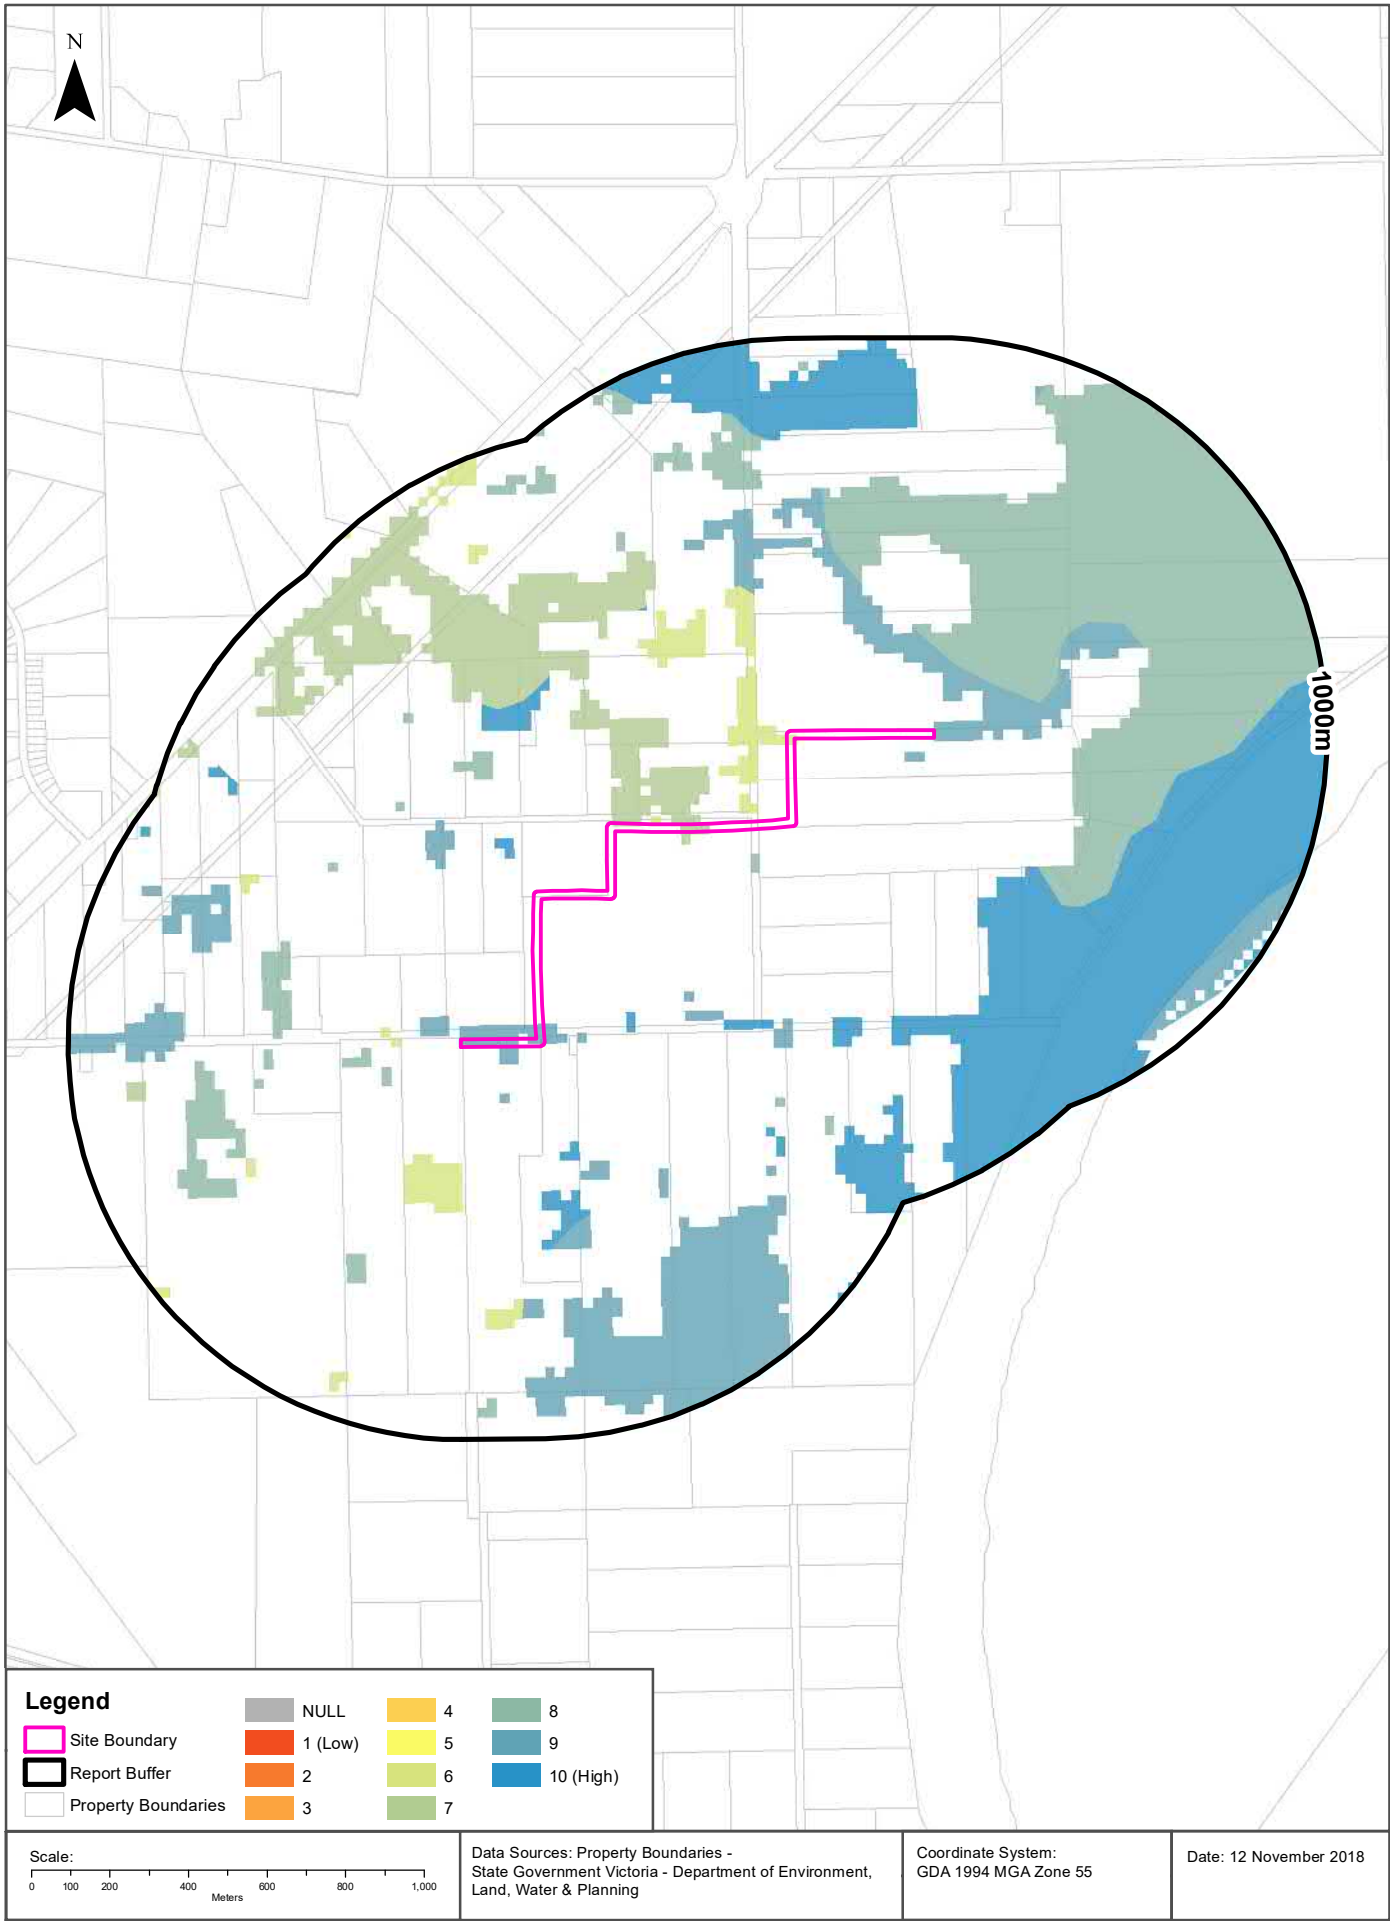 N
1000m
Legend
Site Boundary
Report Buffer
Property Boundaries
NULL
1 (Low)
2
3
4
5
6
7
8
9
10 (High)
Scale:
0 100 200 400 600 800 1,000
Meters
Data Sources: Property Boundaries -
State Government Victoria - Department of Environment,
Land, Water & Planning
Coordinate System:
GDA 1994 MGA Zone 55
Date: 12 November 2018